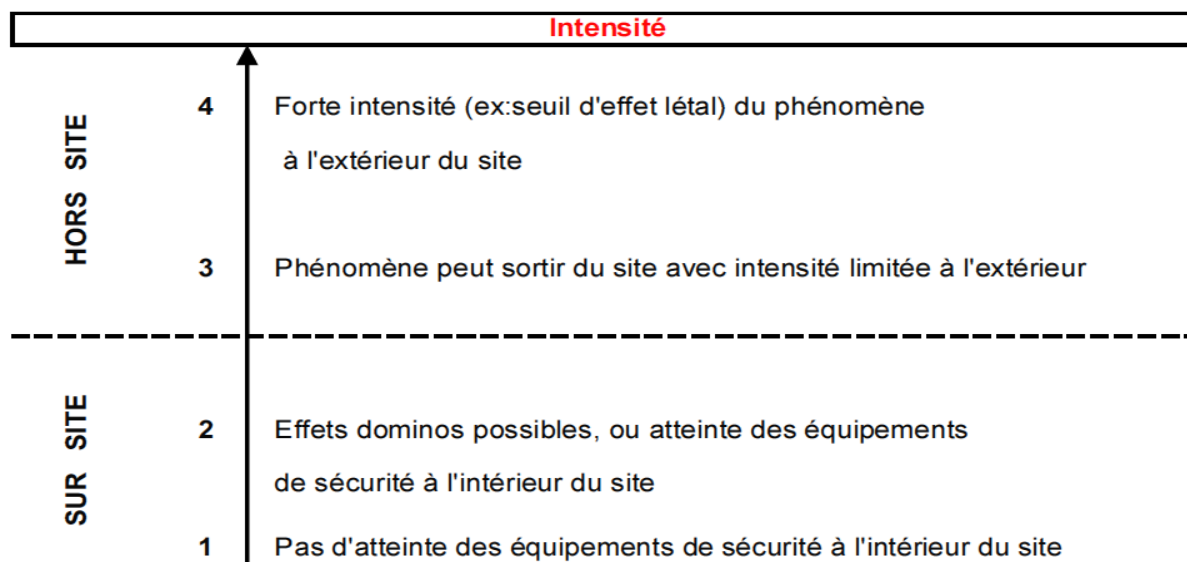 Intensité
HORS SITE
4 Forte intensité (ex:seuil d'effet létal) du phénomène
à l'extérieur du site
3 Phénomène peut sortir du site avec intensité limitée à l'extérieur
SUR SITE
2 Effets dominos possibles, ou atteinte des équipements
de sécurité à l'intérieur du site
1 Pas d'atteinte des équipements de sécurité à l'intérieur du site